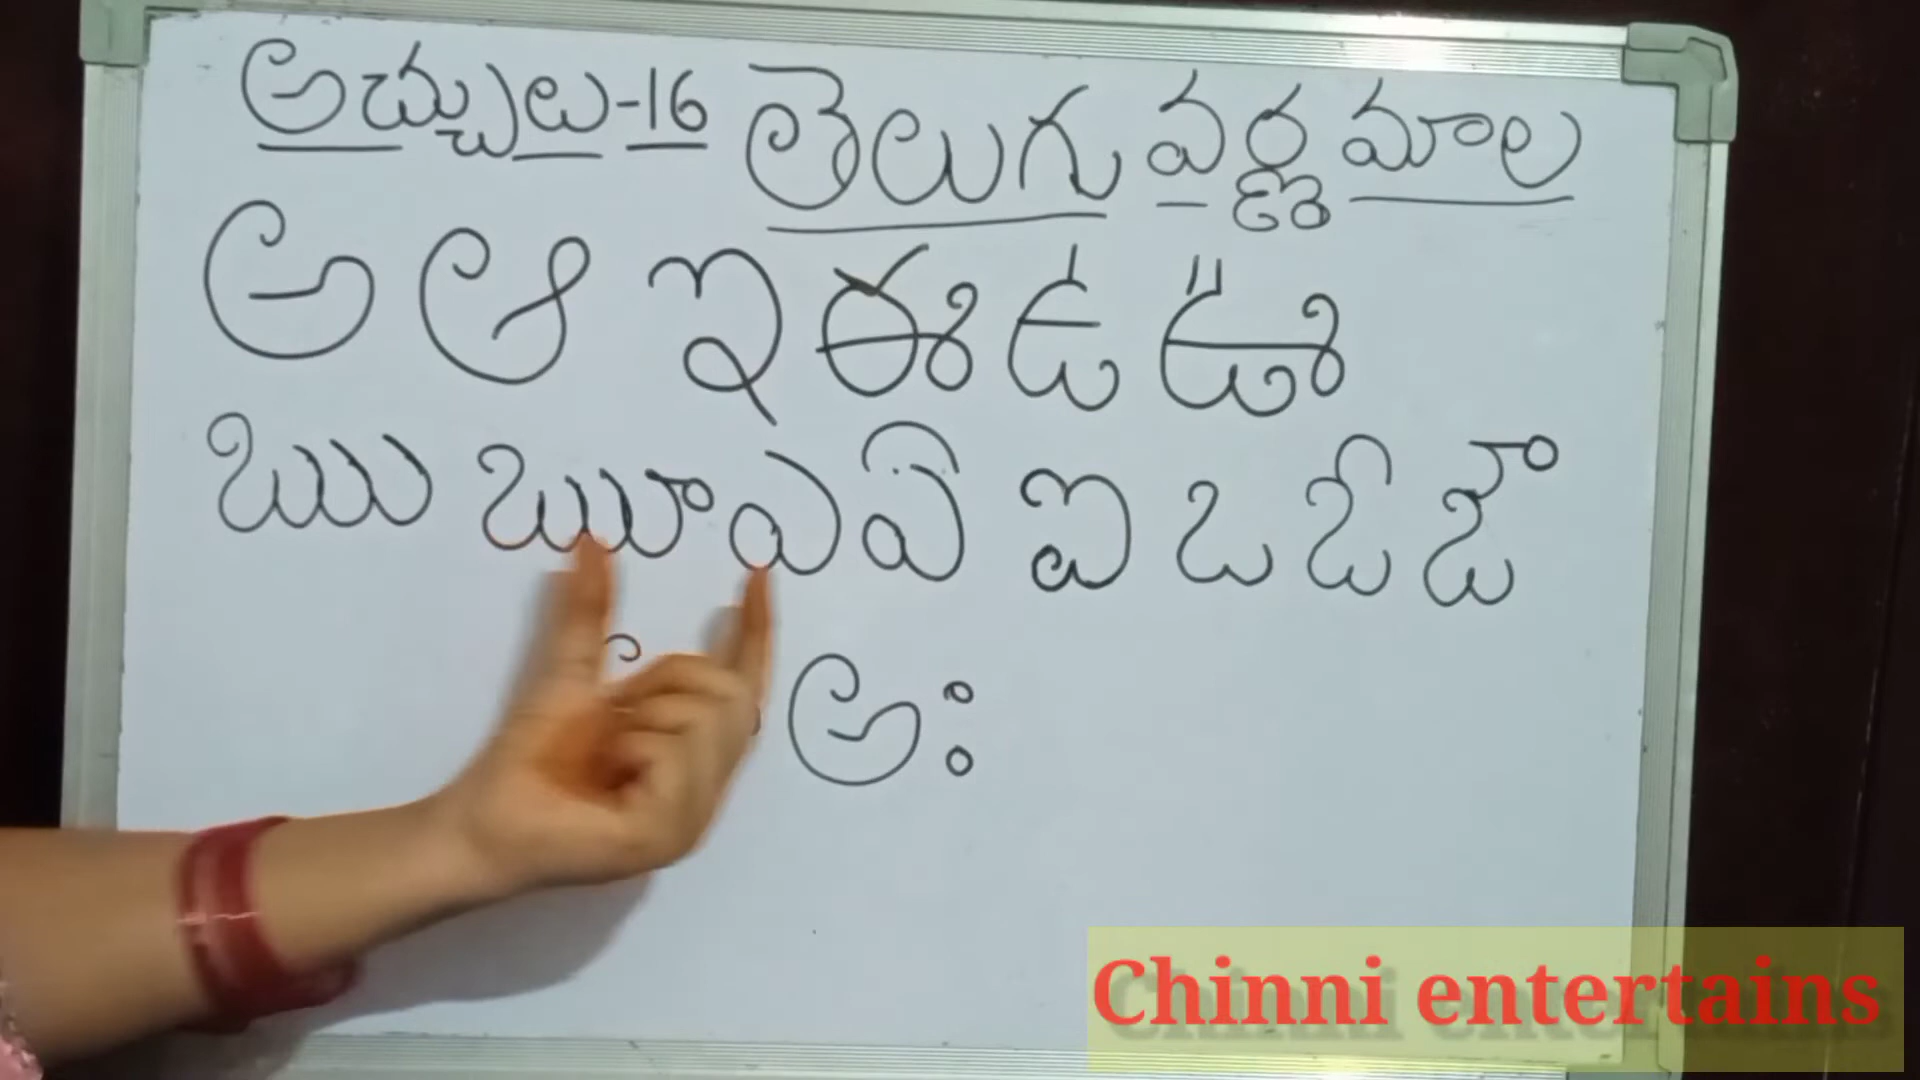 అచ్చులు-16 తెలుగు వర్ణమాల
అ ఆ ఇ ఈ ఉ ఊ
ఋ ౠ ఎ ఏ ఐ ఒ ఓ ఔ
అః
Chinni entertains